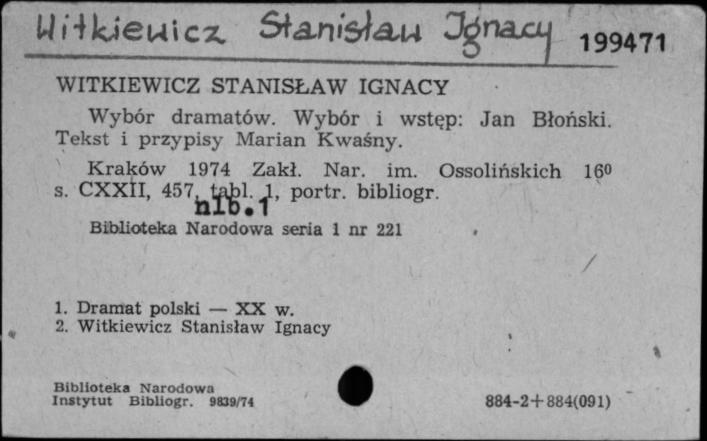 Witkiewicz Stanisław Ignacy 199471
WITKIEWICZ STANISŁAW IGNACY
Wybór dramatów. Wybór i wstęp: Jan Błoński.
Tekst i przypisy Marian Kwaśny.
Kraków 1974 Zakł. Nar. im. Ossolińskich 16⁰
s. CXXII, 457, tabl. 1, portr. bibliogr.
nlb.1
Biblioteka Narodowa seria 1 nr 221
1. Dramat polski — XX w.
2. Witkiewicz Stanisław Ignacy
Biblioteka Narodowa
Instytut Bibliogr. 9839/74 884-2+884(091)